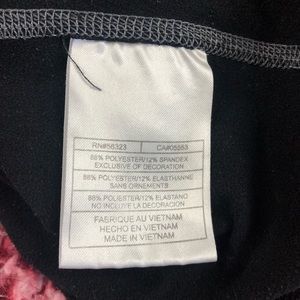 RN#56323 CA#05553
88% POLYESTER/12% SPANDEX
EXCLUSIVE OF DECORATION
88% POLYESTER/12% ELASTHANNE
SANS ORNEMENTS
88% POLIESTER/12% ELASTANO
NO INCLUYE LA DECORACION
FABRIQUE AU VIETNAM
HECHO EN VIETNAM
MADE IN VIETNAM